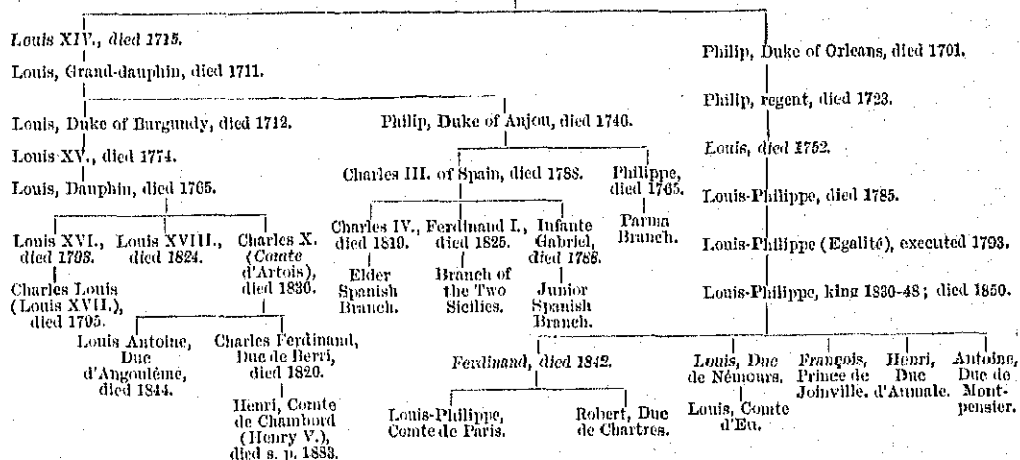 Louis XIV., died 1715.
Louis, Grand-dauphin, died 1711.
Louis, Duke of Burgundy, died 1712.
Louis XV., died 1774.
Louis, Dauphin, died 1765.
Louis XVI.,
died 1793.
Charles Louis
(Louis XVII.),
died 1795.
Louis XVIII.,
died 1824.
Charles X.
(Comte
d'Artois),
died 1830.
Louis Antoine,
Duc
d'Angoulême,
died 1844.
Charles Ferdinand,
Duc de Berri,
died 1820.
Henri, Comte
de Chambord
(Henry V.),
died s. p. 1883.
Philip, Duke of Anjou, died 1746.
Charles III. of Spain, died 1788.
Charles IV.,
died 1819.
Elder
Spanish
Branch.
Ferdinand I.,
died 1825.
Branch of
the Two
Sicilies.
Infante
Gabriel,
died 1788.
Junior
Spanish
Branch.
Philippe,
died 1765.
Parma
Branch.
Philip, Duke of Orleans, died 1701.
Philip, regent, died 1723.
Louis, died 1752.
Louis-Philippe, died 1785.
Louis-Philippe (Egalité), executed 1793.
Louis-Philippe, king 1830-48; died 1850.
Ferdinand, died 1842.
Louis-Philippe,
Comte de Paris.
Robert, Duc
de Chartres.
Louis, Duc
de Némours.
Louis, Comte
d'Eu.
François,
Prince de
Joinville.
Henri,
Duc
d'Aumale.
Antoine,
Duc de
Mont-
pensier.